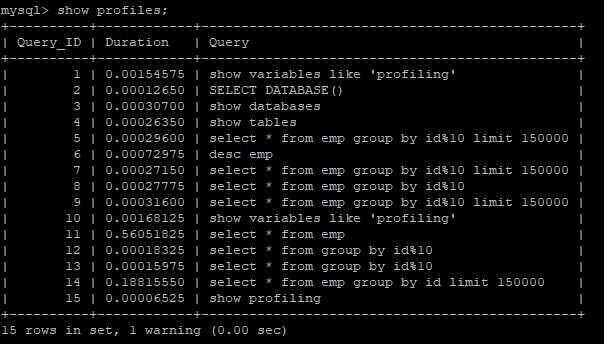 mysql> show profiles;
+----------+------------+---------------------------------------------------+
| Query_ID | Duration   | Query                                             |
+----------+------------+---------------------------------------------------+
|        1 | 0.00154575 | show variables like 'profiling'                   |
|        2 | 0.00012650 | SELECT DATABASE()                                 |
|        3 | 0.00030700 | show databases                                    |
|        4 | 0.00026350 | show tables                                       |
|        5 | 0.00029600 | select * from emp group by id%10 limit 150000 |
|        6 | 0.00072975 | desc emp                                          |
|        7 | 0.00027150 | select * from emp group by id%10 limit 150000 |
|        8 | 0.00027775 | select * from emp group by id%10                  |
|        9 | 0.00031600 | select * from emp group by id%10 limit 150000 |
|       10 | 0.00168125 | show variables like 'profiling'                   |
|       11 | 0.56051825 | select * from emp                                 |
|       12 | 0.00018325 | select * from group by id%10                      |
|       13 | 0.00015975 | select * from group by id%10                      |
|       14 | 0.18815550 | select * from emp group by id limit 150000        |
|       15 | 0.00006525 | show profiling                                    |
+----------+------------+---------------------------------------------------+
15 rows in set, 1 warning (0.00 sec)